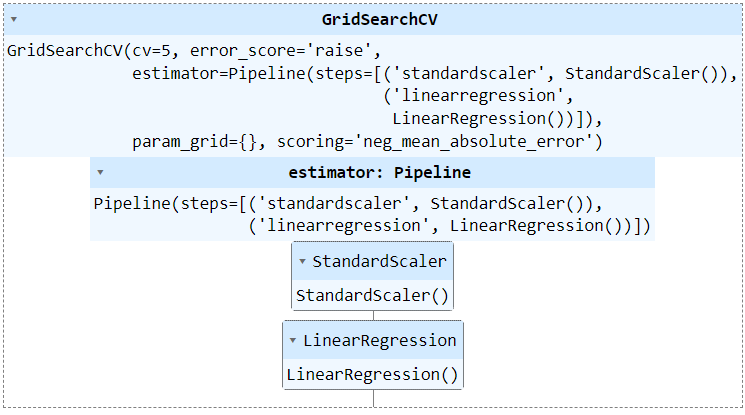 GridSearchCV
GridSearchCV(cv=5, error_score='raise',
estimator=Pipeline(steps=[('standardscaler', StandardScaler()),
('linearregression',
LinearRegression())]),
param_grid={}, scoring='neg_mean_absolute_error')
estimator: Pipeline
Pipeline(steps=[('standardscaler', StandardScaler()),
('linearregression', LinearRegression())])
StandardScaler
StandardScaler()
LinearRegression
LinearRegression()